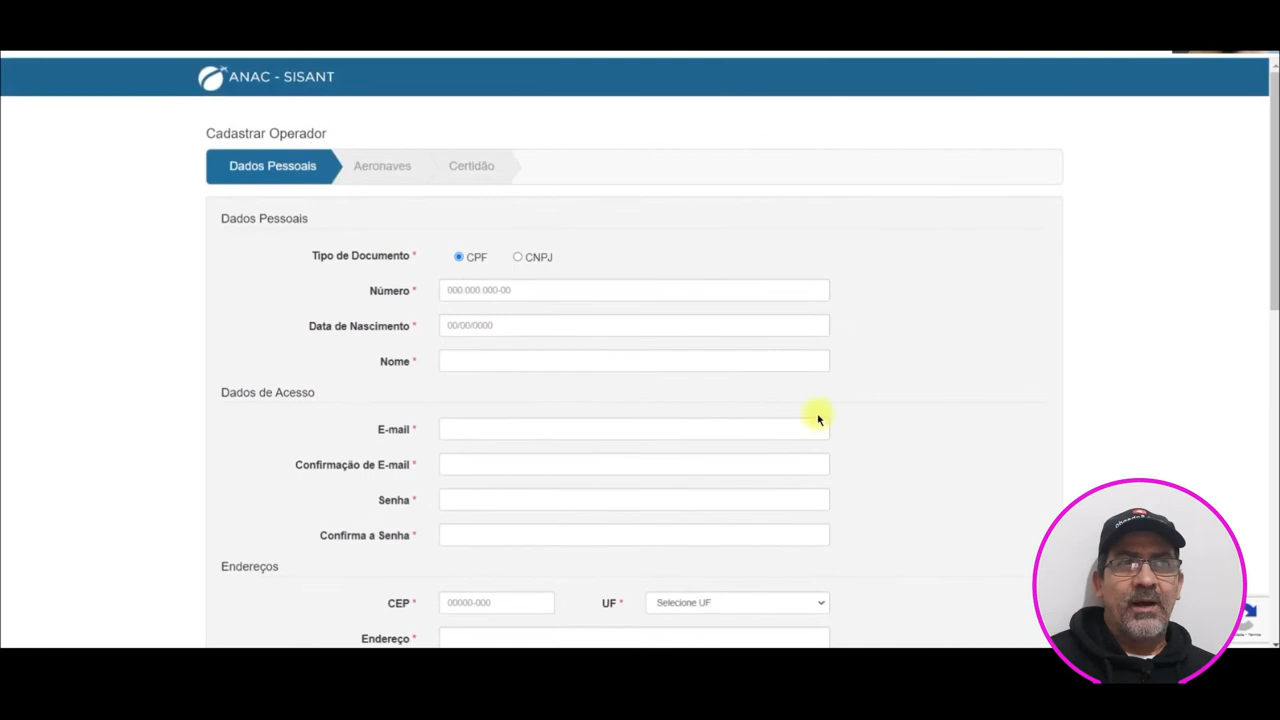 ANAC - SISANT
Cadastrar Operador
Dados Pessoais
Aeronaves
Certidão
Dados Pessoais
Tipo de Documento *
CPF
CNPJ
Número *
000.000.000-00
Data de Nascimento *
00/00/0000
Nome *
Dados de Acesso
E-mail *
Confirmação de E-mail *
Senha *
Confirma a Senha *
Endereços
CEP *
00000-000
UF *
Selecione UF
Endereço *